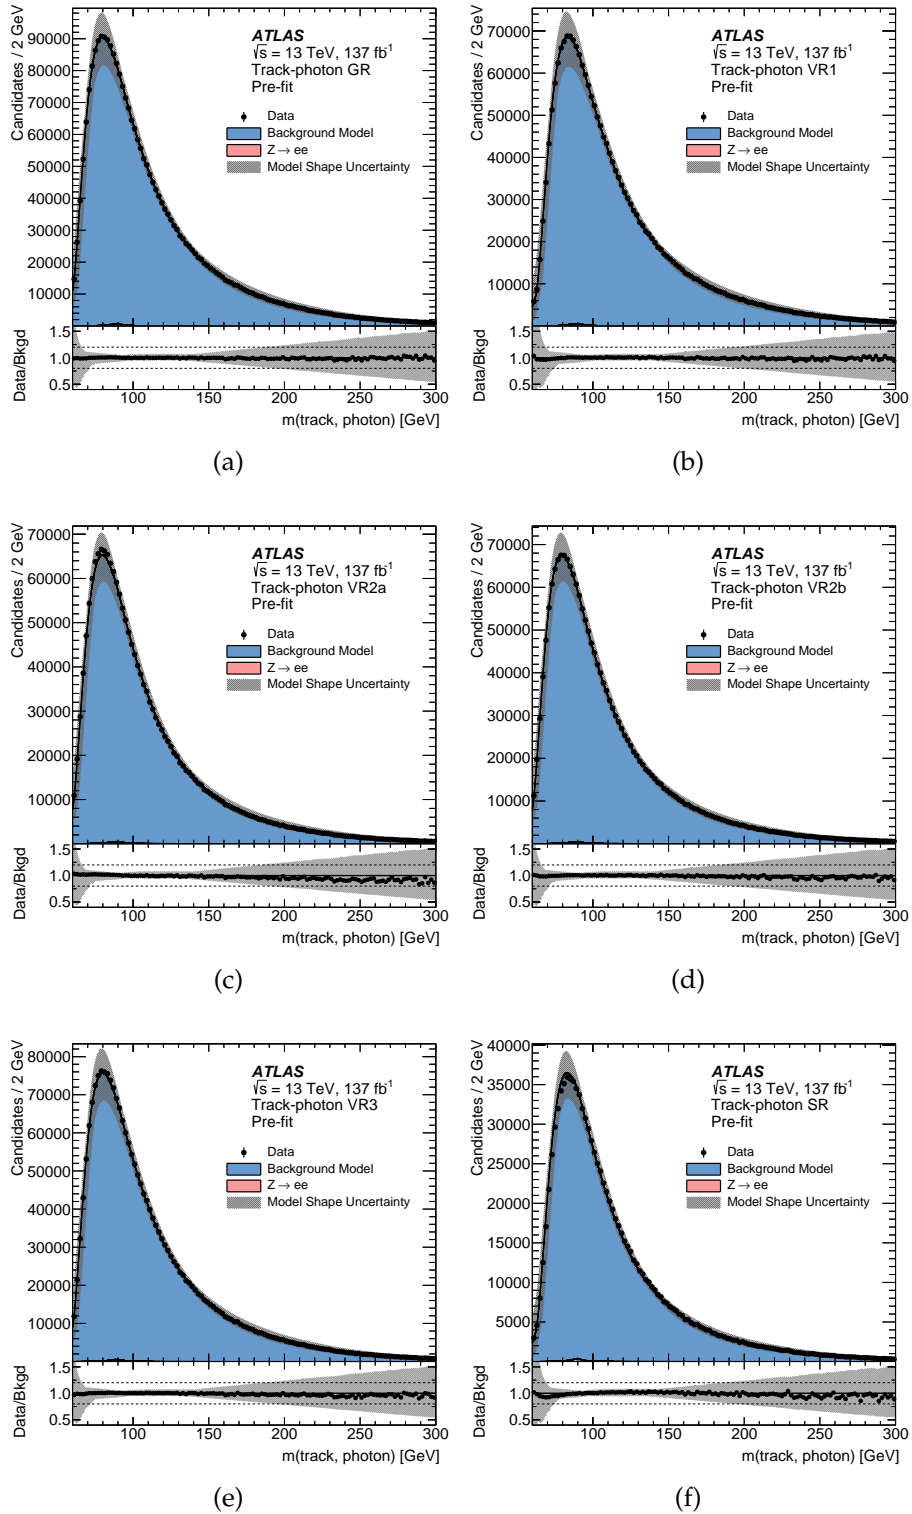 Candidates / 2 GeV
90000
80000
70000
60000
50000
40000
30000
20000
10000
ATLAS
√s = 13 TeV, 137 fb-1
Track-photon GR
Pre-fit
Data
Background Model
Z → ee
Model Shape Uncertainty
Data/Bkgd
1.5
1.0
0.5
100 150 200 250 300
m(track, photon) [GeV]
(a)
Candidates / 2 GeV
70000
60000
50000
40000
30000
20000
10000
ATLAS
√s = 13 TeV, 137 fb-1
Track-photon VR1
Pre-fit
Data
Background Model
Z → ee
Model Shape Uncertainty
Data/Bkgd
1.5
1.0
0.5
100 150 200 250 300
m(track, photon) [GeV]
(b)
Candidates / 2 GeV
70000
60000
50000
40000
30000
20000
10000
ATLAS
√s = 13 TeV, 137 fb-1
Track-photon VR2a
Pre-fit
Data
Background Model
Z → ee
Model Shape Uncertainty
Data/Bkgd
1.5
1.0
0.5
100 150 200 250 300
m(track, photon) [GeV]
(c)
Candidates / 2 GeV
70000
60000
50000
40000
30000
20000
10000
ATLAS
√s = 13 TeV, 137 fb-1
Track-photon VR2b
Pre-fit
Data
Background Model
Z → ee
Model Shape Uncertainty
Data/Bkgd
1.5
1.0
0.5
100 150 200 250 300
m(track, photon) [GeV]
(d)
Candidates / 2 GeV
80000
70000
60000
50000
40000
30000
20000
10000
ATLAS
√s = 13 TeV, 137 fb-1
Track-photon VR3
Pre-fit
Data
Background Model
Z → ee
Model Shape Uncertainty
Data/Bkgd
1.5
1.0
0.5
100 150 200 250 300
m(track, photon) [GeV]
(e)
Candidates / 2 GeV
40000
35000
30000
25000
20000
15000
10000
5000
ATLAS
√s = 13 TeV, 137 fb-1
Track-photon SR
Pre-fit
Data
Background Model
Z → ee
Model Shape Uncertainty
Data/Bkgd
1.5
1.0
0.5
100 150 200 250 300
m(track, photon) [GeV]
(f)